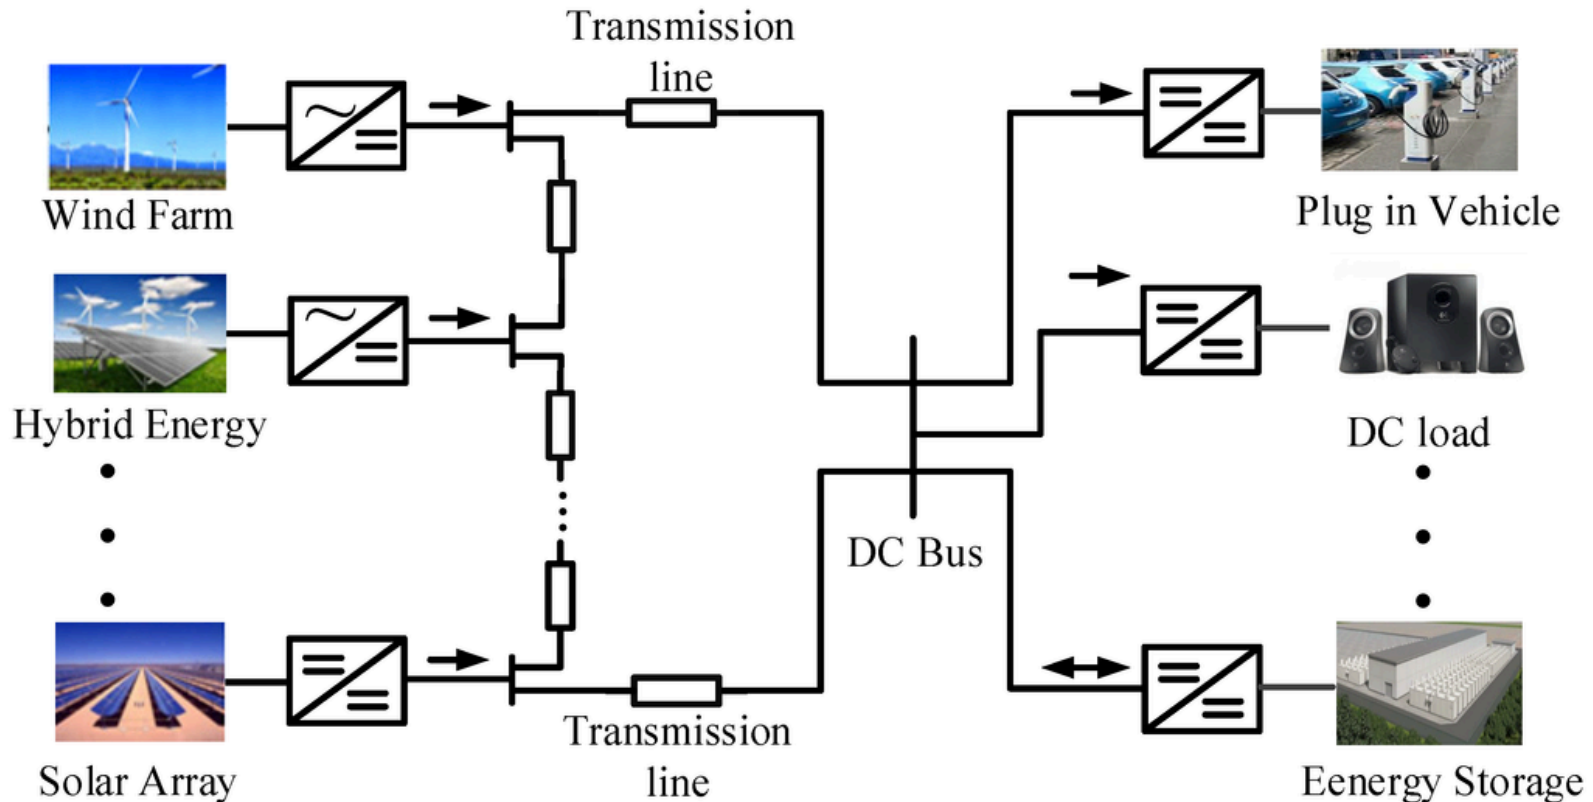 Transmission
line
Wind Farm
Plug in Vehicle
Hybrid Energy
DC load
DC Bus
Transmission
line
Solar Array
Eenergy Storage